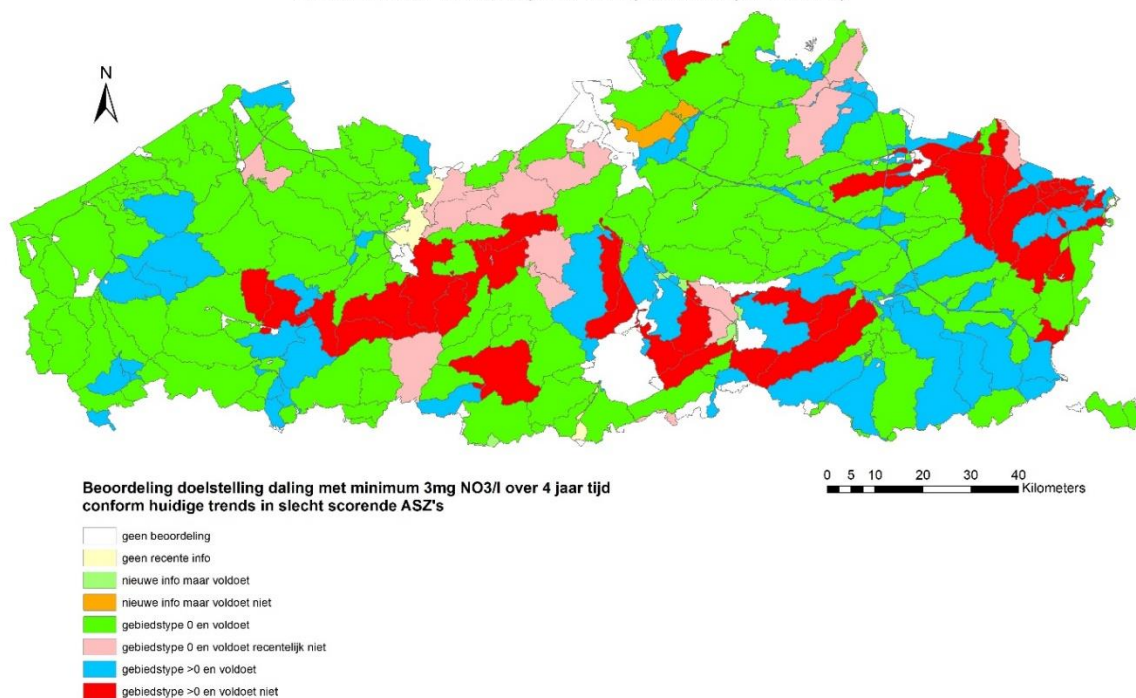 N
0 5 10 20 30 40
Kilometers
Beoordeling doelstelling daling met minimum 3mg NO3/l over 4 jaar tijd
conform huidige trends in slecht scorende ASZ's
geen beoordeling
geen recente info
nieuwe info maar voldoet
nieuwe info maar voldoet niet
gebiedstype 0 en voldoet
gebiedstype 0 en voldoet recentelijk niet
gebiedstype >0 en voldoet
gebiedstype >0 en voldoet niet